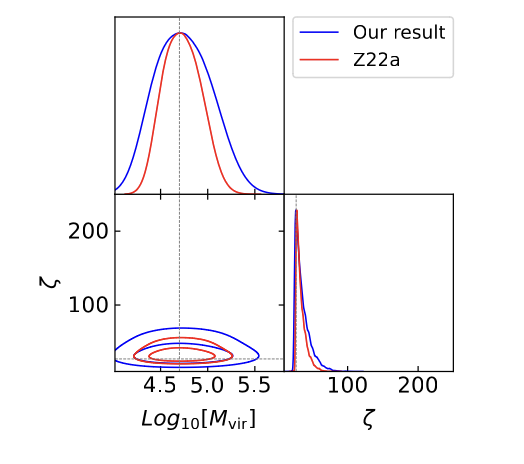 Our result
Z22a
200
100
ζ
4.5 5.0 5.5
100 200
Log₁₀[Mᵥᵢᵣ]
ζ